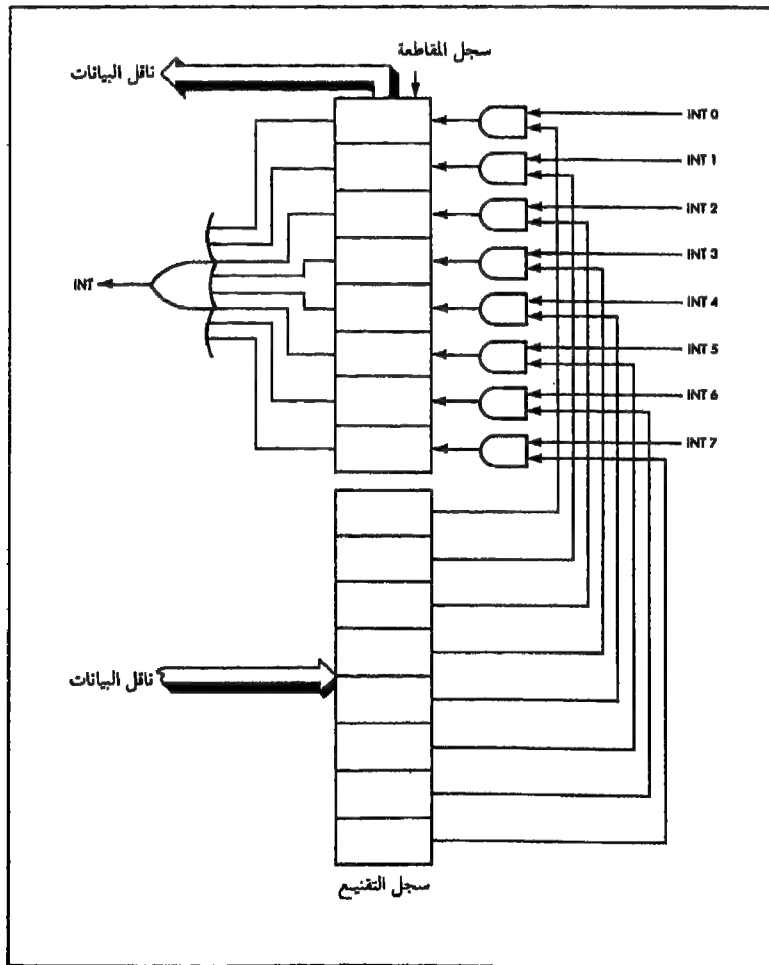 سجل المقاطعة
ناقل البيانات
INT 0
INT 1
INT 2
INT 3
INT
INT 4
INT 5
INT 6
INT 7
ناقل البيانات
سجل التقنيع